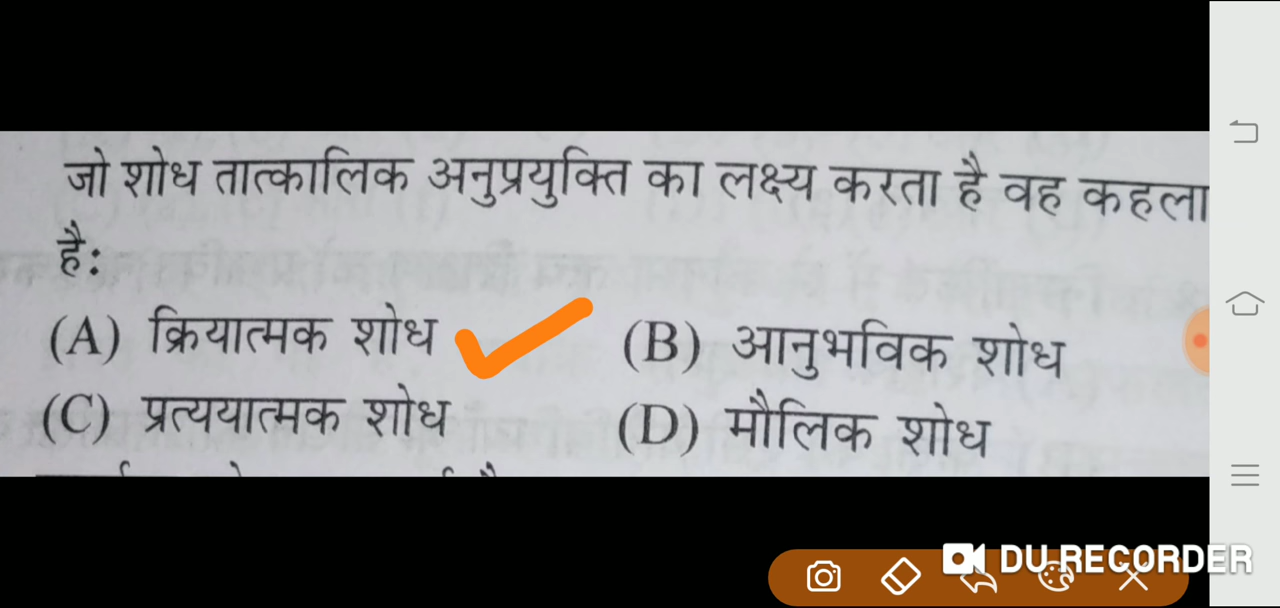 जो शोध तात्कालिक अनुप्रयुक्ति का लक्ष्य करता है वह कहला
है:
(A) क्रियात्मक शोध (B) आनुभविक शोध
(C) प्रत्ययात्मक शोध (D) मौलिक शोध
DU RECORDER